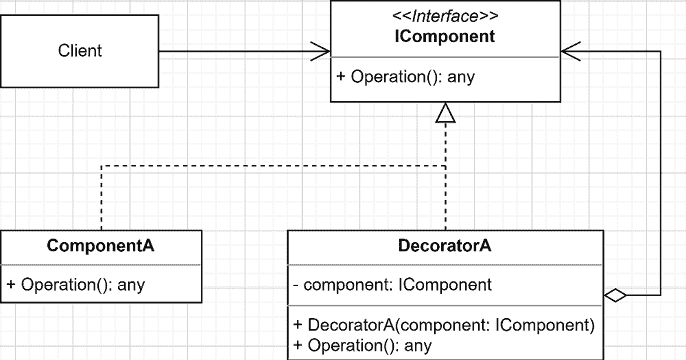 Client
<<Interface>>
IComponent
+ Operation(): any
ComponentA
+ Operation(): any
DecoratorA
- component: IComponent
+ DecoratorA(component: IComponent)
+ Operation(): any